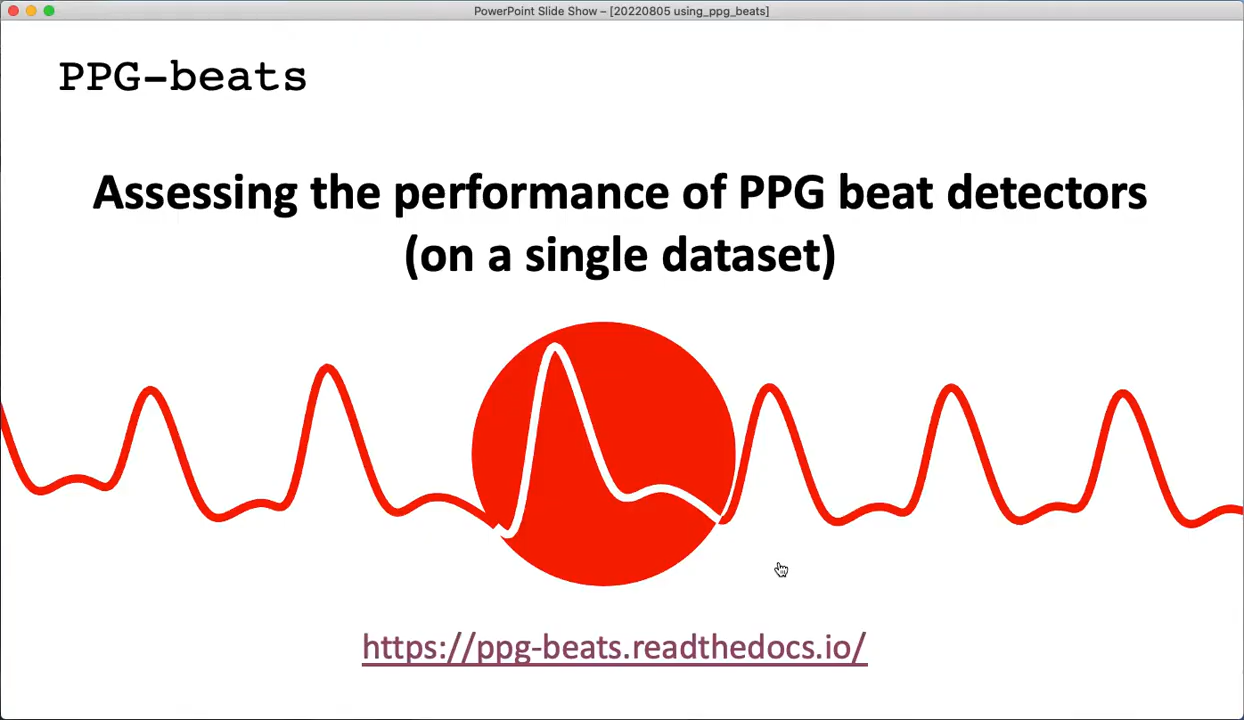 PowerPoint Slide Show – [20220805 using_ppg_beats]
PPG-beats
Assessing the performance of PPG beat detectors
(on a single dataset)
https://ppg-beats.readthedocs.io/